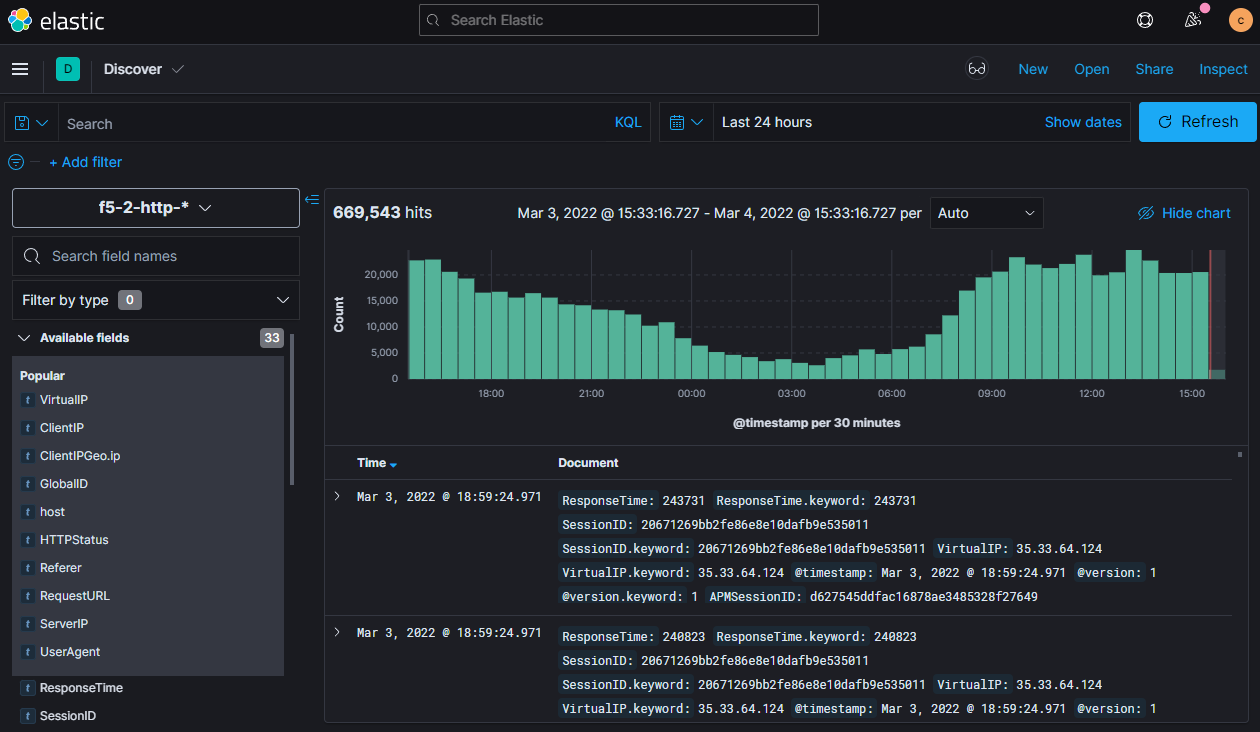 elastic
Search Elastic
c
D
Discover
New
Open
Share
Inspect
Search
KQL
Last 24 hours
Show dates
Refresh
+ Add filter
f5-2-http-*
Search field names
Filter by type 0
Available fields 33
Popular
t VirtualIP
t ClientIP
t ClientIPGeo.ip
t GlobalID
t host
t HTTPStatus
t Referer
t RequestURL
t ServerIP
t UserAgent
t ResponseTime
t SessionID
669,543 hits
Mar 3, 2022 @ 15:33:16.727 - Mar 4, 2022 @ 15:33:16.727 per
Auto
Hide chart
Count
20,000
15,000
10,000
5,000
0
18:00 21:00 00:00 03:00 06:00 09:00 12:00 15:00
@timestamp per 30 minutes
Time Document
Mar 3, 2022 @ 18:59:24.971
ResponseTime: 243731 ResponseTime.keyword: 243731
SessionID: 20671269bb2fe86e8e10dafb9e535011
SessionID.keyword: 20671269bb2fe86e8e10dafb9e535011 VirtualIP: 35.33.64.124
VirtualIP.keyword: 35.33.64.124 @timestamp: Mar 3, 2022 @ 18:59:24.971 @version: 1
@version.keyword: 1 APMSessionID: d627545ddfac16878ae3485328f27649
Mar 3, 2022 @ 18:59:24.971
ResponseTime: 240823 ResponseTime.keyword: 240823
SessionID: 20671269bb2fe86e8e10dafb9e535011
SessionID.keyword: 20671269bb2fe86e8e10dafb9e535011 VirtualIP: 35.33.64.124
VirtualIP.keyword: 35.33.64.124 @timestamp: Mar 3, 2022 @ 18:59:24.971 @version: 1